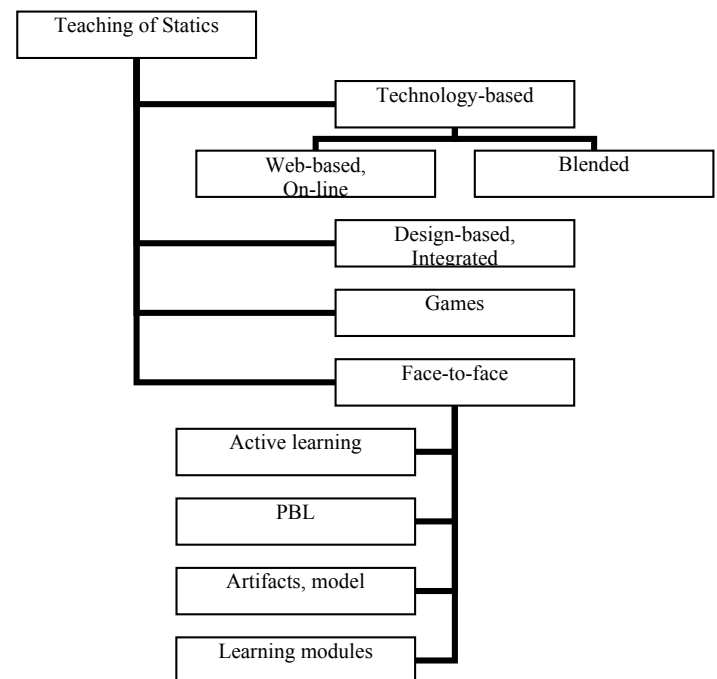 Teaching of Statics
Technology-based
Web-based,
On-line
Blended
Design-based,
Integrated
Games
Face-to-face
Active learning
PBL
Artifacts, model
Learning modules